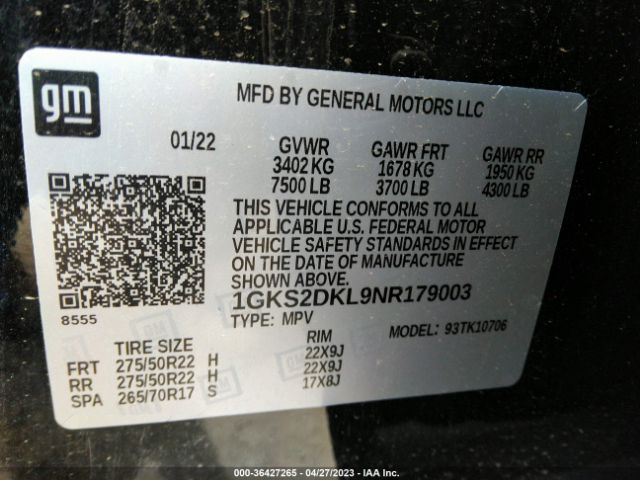 gm
MFD BY GENERAL MOTORS LLC
01/22 GVWR GAWR FRT GAWR RR
3402 KG 1678 KG 1950 KG
7500 LB 3700 LB 4300 LB
THIS VEHICLE CONFORMS TO ALL
APPLICABLE U.S. FEDERAL MOTOR
VEHICLE SAFETY STANDARDS IN EFFECT
ON THE DATE OF MANUFACTURE
SHOWN ABOVE.
1GKS2DKL9NR179003
8555 TYPE: MPV MODEL: 93TK10706
TIRE SIZE RIM
FRT 275/50R22 H 22X9J
RR 275/50R22 H 22X9J
SPA 265/70R17 S 17X8J
000-36427265 | 04/27/2023 | IAA Inc.